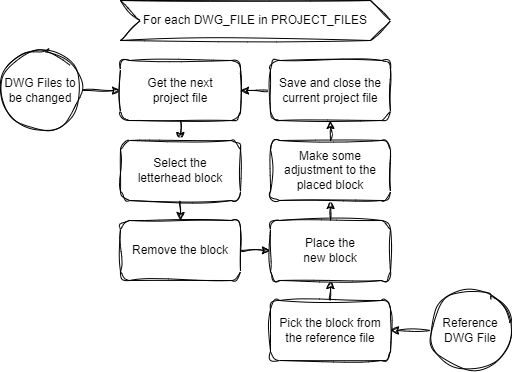 For each DWG_FILE in PROJECT_FILES
DWG Files to
be changed
Get the next
project file
Save and close the
current project file
Select the
letterhead block
Make some
adjustment to the
placed block
Remove the block
Place the
new block
Pick the block from
the reference file
Reference
DWG File